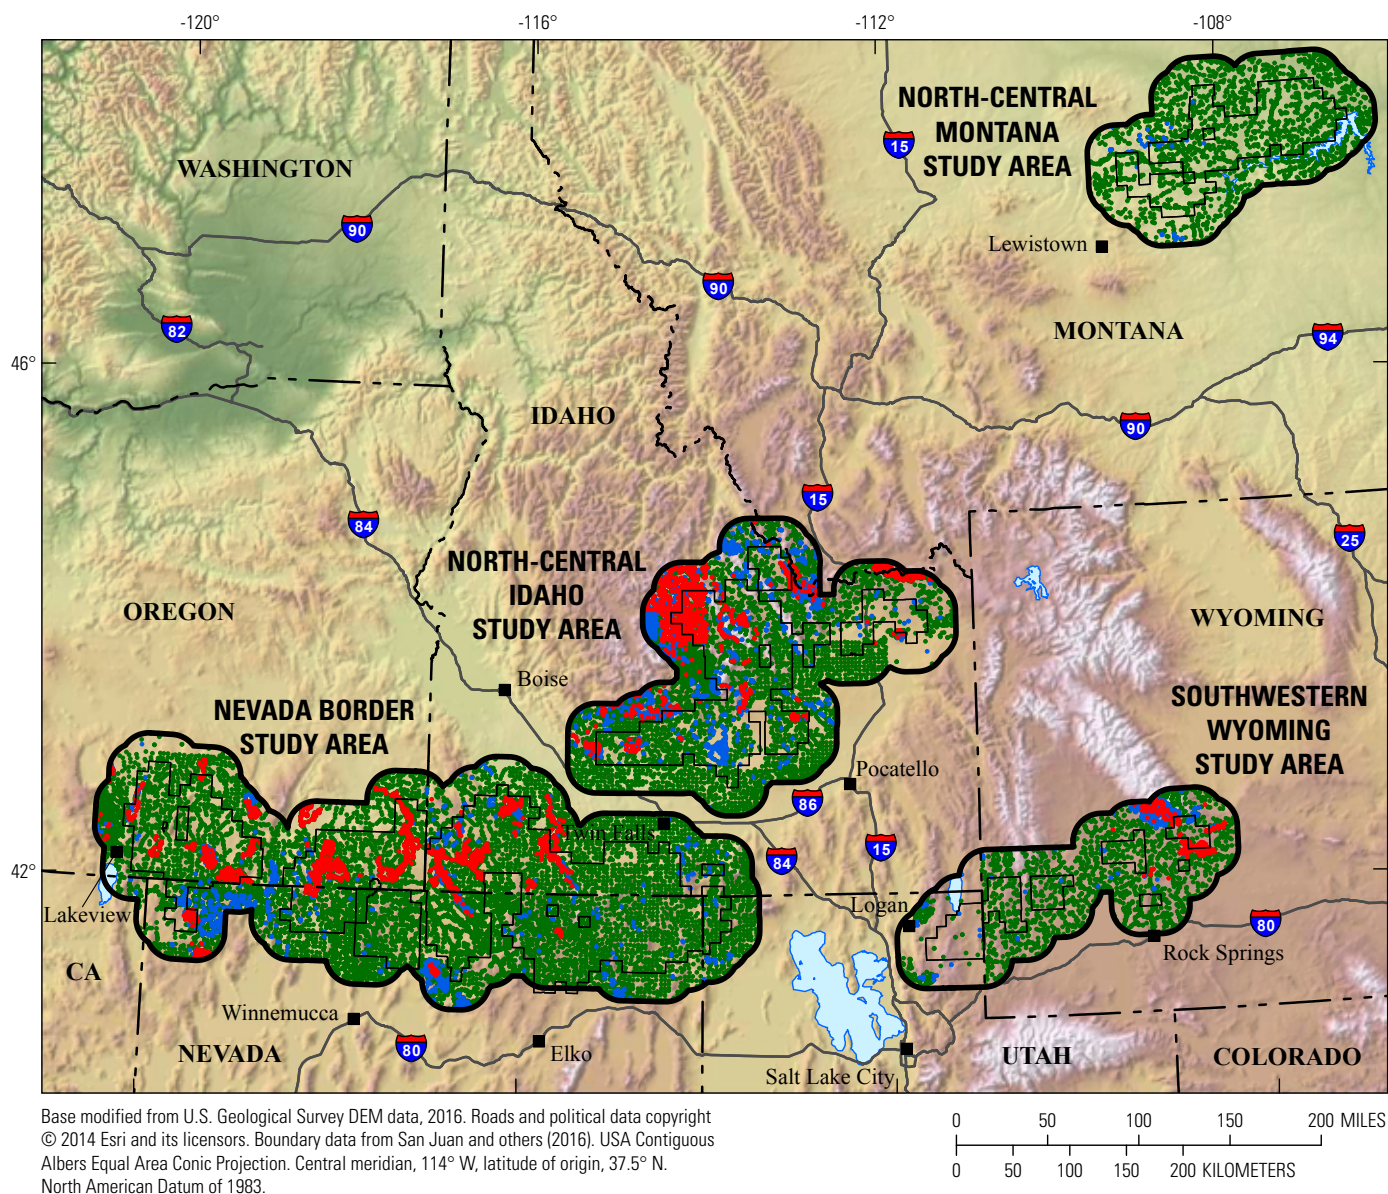 -120°
-116°
-112°
-108°
NORTH-CENTRAL
MONTANA
STUDY AREA
15
WASHINGTON
90
Lewistown
90
82
MONTANA
94
46°
IDAHO
90
15
84
25
NORTH-CENTRAL
IDAHO
STUDY AREA
OREGON
WYOMING
Boise
SOUTHWESTERN
WYOMING
STUDY AREA
NEVADA BORDER
STUDY AREA
Pocatello
86
Twin Falls
15
84
42°
Logan
Lakeview
80
Rock Springs
CA
Winnemucca
80
Elko
NEVADA
UTAH
COLORADO
Salt Lake City
Base modified from U.S. Geological Survey DEM data, 2016. Roads and political data copyright
© 2014 Esri and its licensors. Boundary data from San Juan and others (2016). USA Contiguous
Albers Equal Area Conic Projection. Central meridian, 114° W, latitude of origin, 37.5° N.
North American Datum of 1983.
0 50 100 150 200 MILES
0 50 100 150 200 KILOMETERS